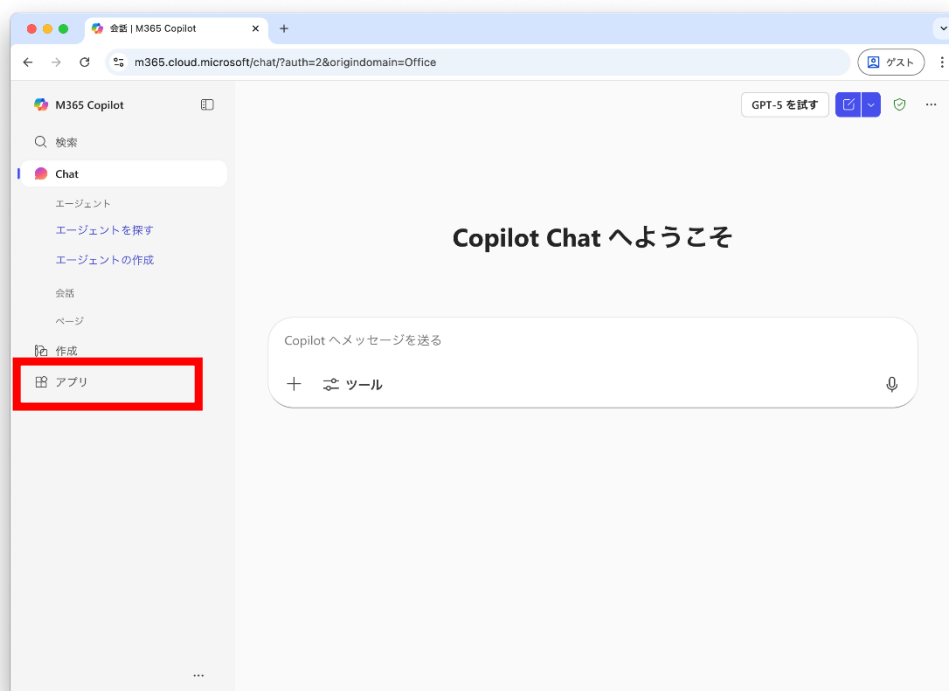 会話 | M365 Copilot
m365.cloud.microsoft/chat/?auth=2&origindomain=Office
ゲスト
M365 Copilot
GPT-5 を試す
検索
Chat
エージェント
エージェントを探す
エージェントの作成
会話
ページ
作成
アプリ
Copilot Chat へようこそ
Copilot へメッセージを送る
ツール